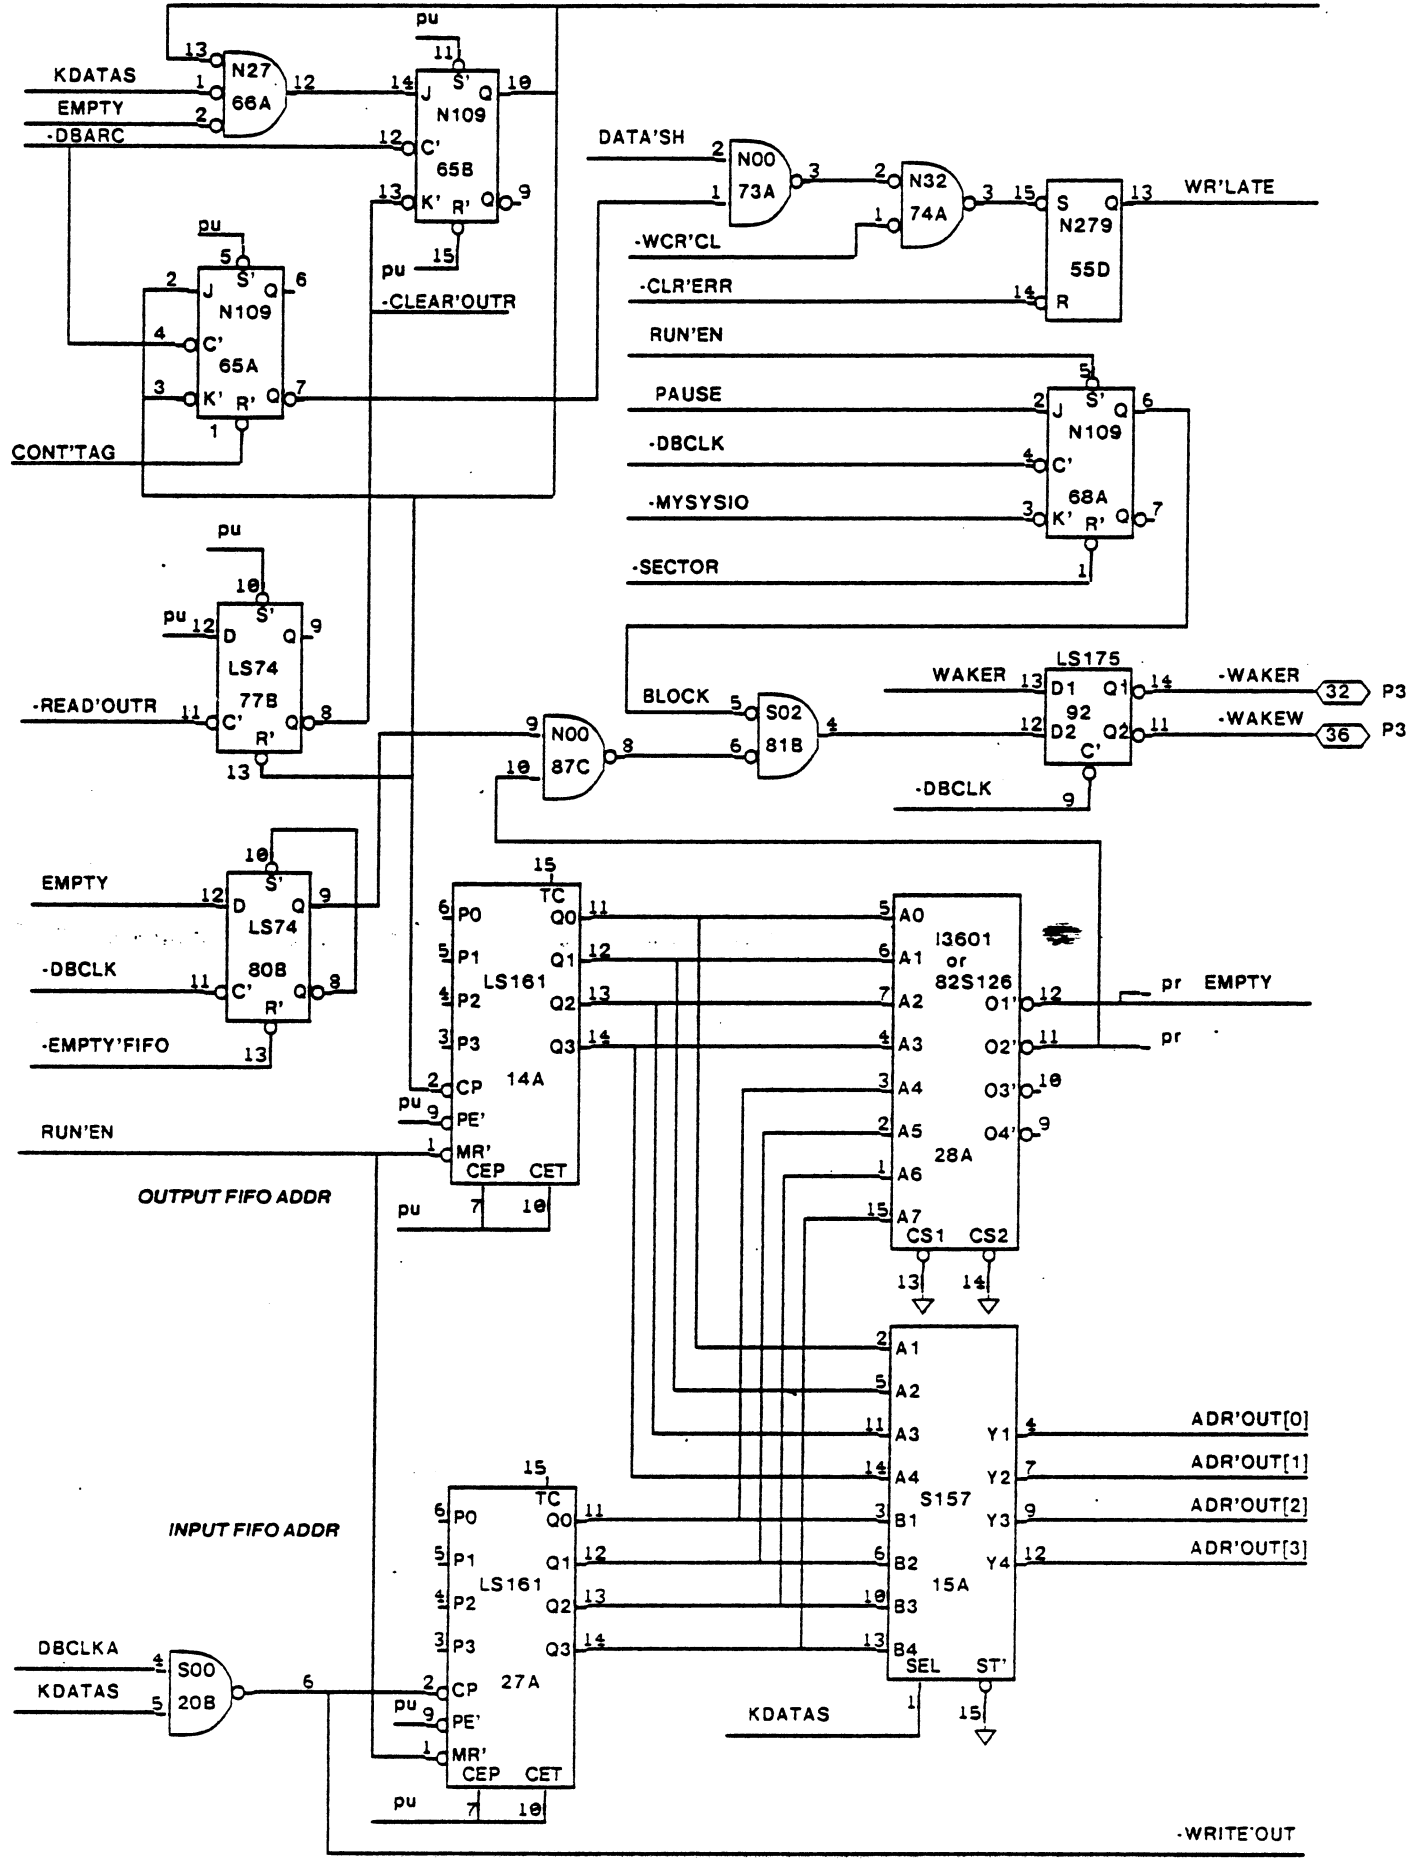 pu
13
11
N27
S'
KDATAS
1
12
14
J
Q
10
66A
EMPTY
2
N109
-DBARC
12
C'
65B
13
K'
Q
9
R'
pu
15
-CLEAR'OUTR
DATA'SH
2
N00
3
2
N32
1
73A
74A
3
15
S
Q
13
WR'LATE
1
N279
-WCR'CL
55D
-CLR'ERR
14
R
pu
5
S'
2
J
Q
6
N109
4
C'
65A
3
K'
Q
7
R'
1
CONT'TAG
RUN'EN
5
S'
PAUSE
2
J
Q
6
N109
-DBCLK
4
C'
68A
-MYSYSIO
3
K'
Q
7
R'
-SECTOR
1
pu
10
S'
pu
12
D
Q
9
LS74
77B
-READ'OUTR
11
C'
Q
8
R'
13
LS175
WAKER
13
D1
Q1
14
-WAKER
32
P3
92
12
D2
Q2
11
-WAKEW
36
P3
C'
-DBCLK
9
BLOCK
5
S02
4
6
81B
9
N00
8
10
87C
10
S'
EMPTY
12
D
Q
9
LS74
80B
-DBCLK
11
C'
Q
8
R'
-EMPTY'FIFO
13
15
TC
6
P0
Q0
11
5
P1
Q1
12
LS161
4
P2
Q2
13
3
P3
Q3
14
14A
2
CP
pu
9
PE'
RUN'EN
1
MR'
CEP
CET
OUTPUT FIFO ADDR
pu
7
10
5
A0
I3601
or
6
A1
82S126
7
A2
O1'
12
pr
EMPTY
4
A3
O2'
11
pr
3
A4
O3'
10
2
A5
O4'
9
28A
1
A6
15
A7
CS1
CS2
13
14
2
A1
5
A2
11
A3
Y1
4
ADR'OUT[0]
14
A4
Y2
7
ADR'OUT[1]
S157
3
B1
Y3
9
ADR'OUT[2]
6
B2
Y4
12
ADR'OUT[3]
15A
10
B3
13
B4
SEL
ST'
KDATAS
1
15
15
TC
6
P0
Q0
11
INPUT FIFO ADDR
5
P1
Q1
12
LS161
4
P2
Q2
13
3
P3
Q3
14
27A
DBCLKA
4
S00
6
2
CP
KDATAS
5
20B
pu
9
PE'
1
MR'
CEP
CET
pu
7
10
-WRITE'OUT